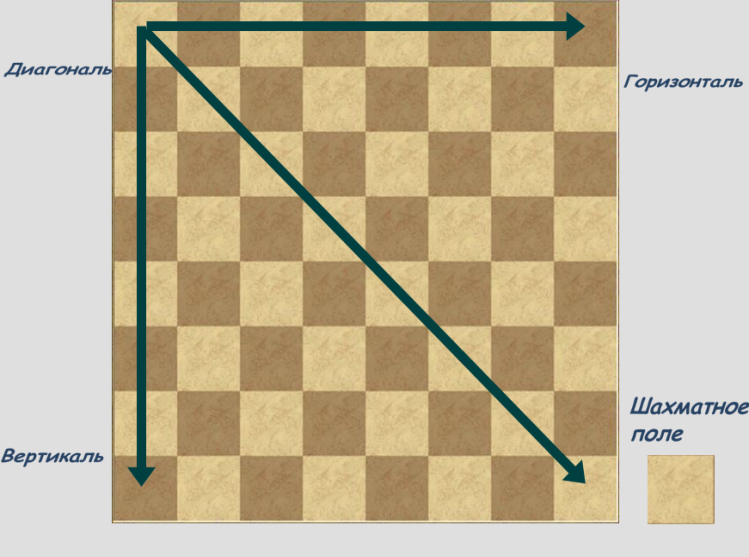 Диагональ
Горизонталь
Шахматное
поле
Вертикаль